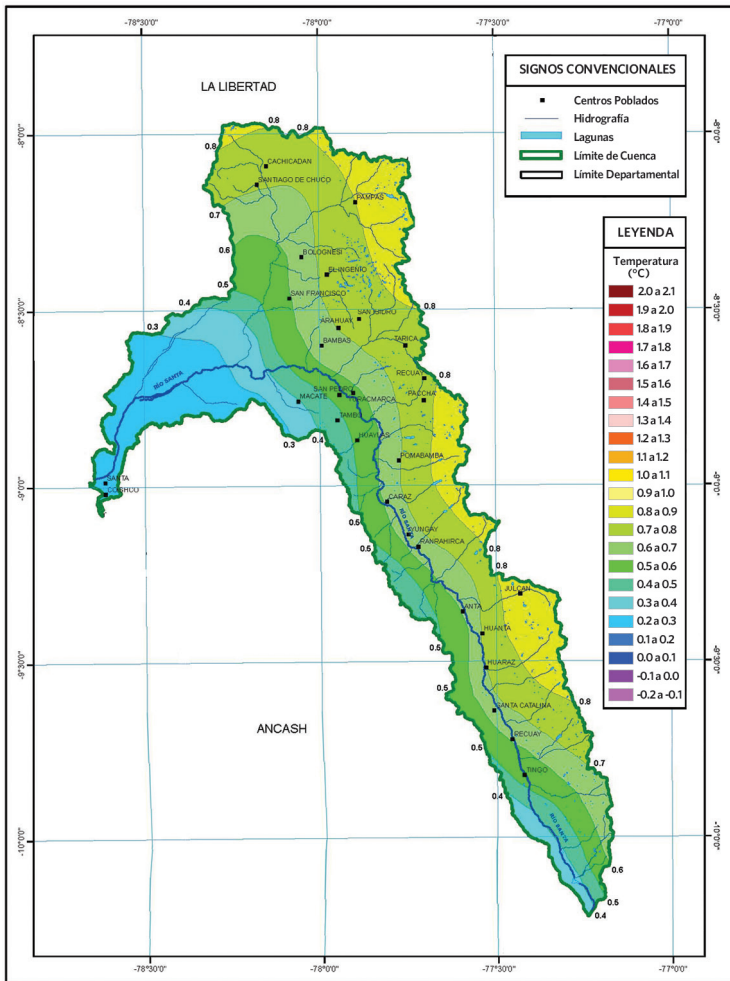 -78°30'0"
-78°0'0"
-77°30'0"
-77°0'0"
LA LIBERTAD
SIGNOS CONVENCIONALES
Centros Poblados
Hidrografía
Lagunas
Límite de Cuenca
Límite Departamental
LEYENDA
Temperatura
(°C)
2.0 a 2.1
1.9 a 2.0
1.8 a 1.9
1.7 a 1.8
1.6 a 1.7
1.5 a 1.6
1.4 a 1.5
1.3 a 1.4
1.2 a 1.3
1.1 a 1.2
1.0 a 1.1
0.9 a 1.0
0.8 a 0.9
0.7 a 0.8
0.6 a 0.7
0.5 a 0.6
0.4 a 0.5
0.3 a 0.4
0.2 a 0.3
0.1 a 0.2
0.0 a 0.1
-0.1 a 0.0
-0.2 a -0.1
-8°0'0"
-8°30'0"
-9°0'0"
-9°30'0"
-10°0'0"
-8°0'0"
-8°30'0"
-9°0'0"
-9°30'0"
-10°0'0"
0.8
0.8
0.8
CACHICADAN
SANTIAGO DE CHUCO
PAMPAS
0.7
0.6
BOLOGNESI
EL INGENIO
0.5
SAN FRANCISCO
0.4
0.8
SAN ISIDRO
0.3
ARAHUAY
BAMBAS
TARICA
RECUAY
0.8
RÍO SANTA
SAN PEDRO
MACATE
PACCHA
TAMBO
0.3
0.4
HUAYLAS
POMABAMBA
SANTA
COISHCO
CARAZ
RÍO SANTA
YUNGAY
RANRAHIRCA
0.5
0.5
0.8
0.8
JULCAN
ANTA
HUANTA
0.5
HUARAZ
0.5
0.8
SANTA CATALINA
ANCASH
RECUAY
0.5
0.7
TINGO
0.4
RÍO SANTA
0.6
0.5
0.4
-78°30'0"
-78°0'0"
-77°30'0"
-77°0'0"